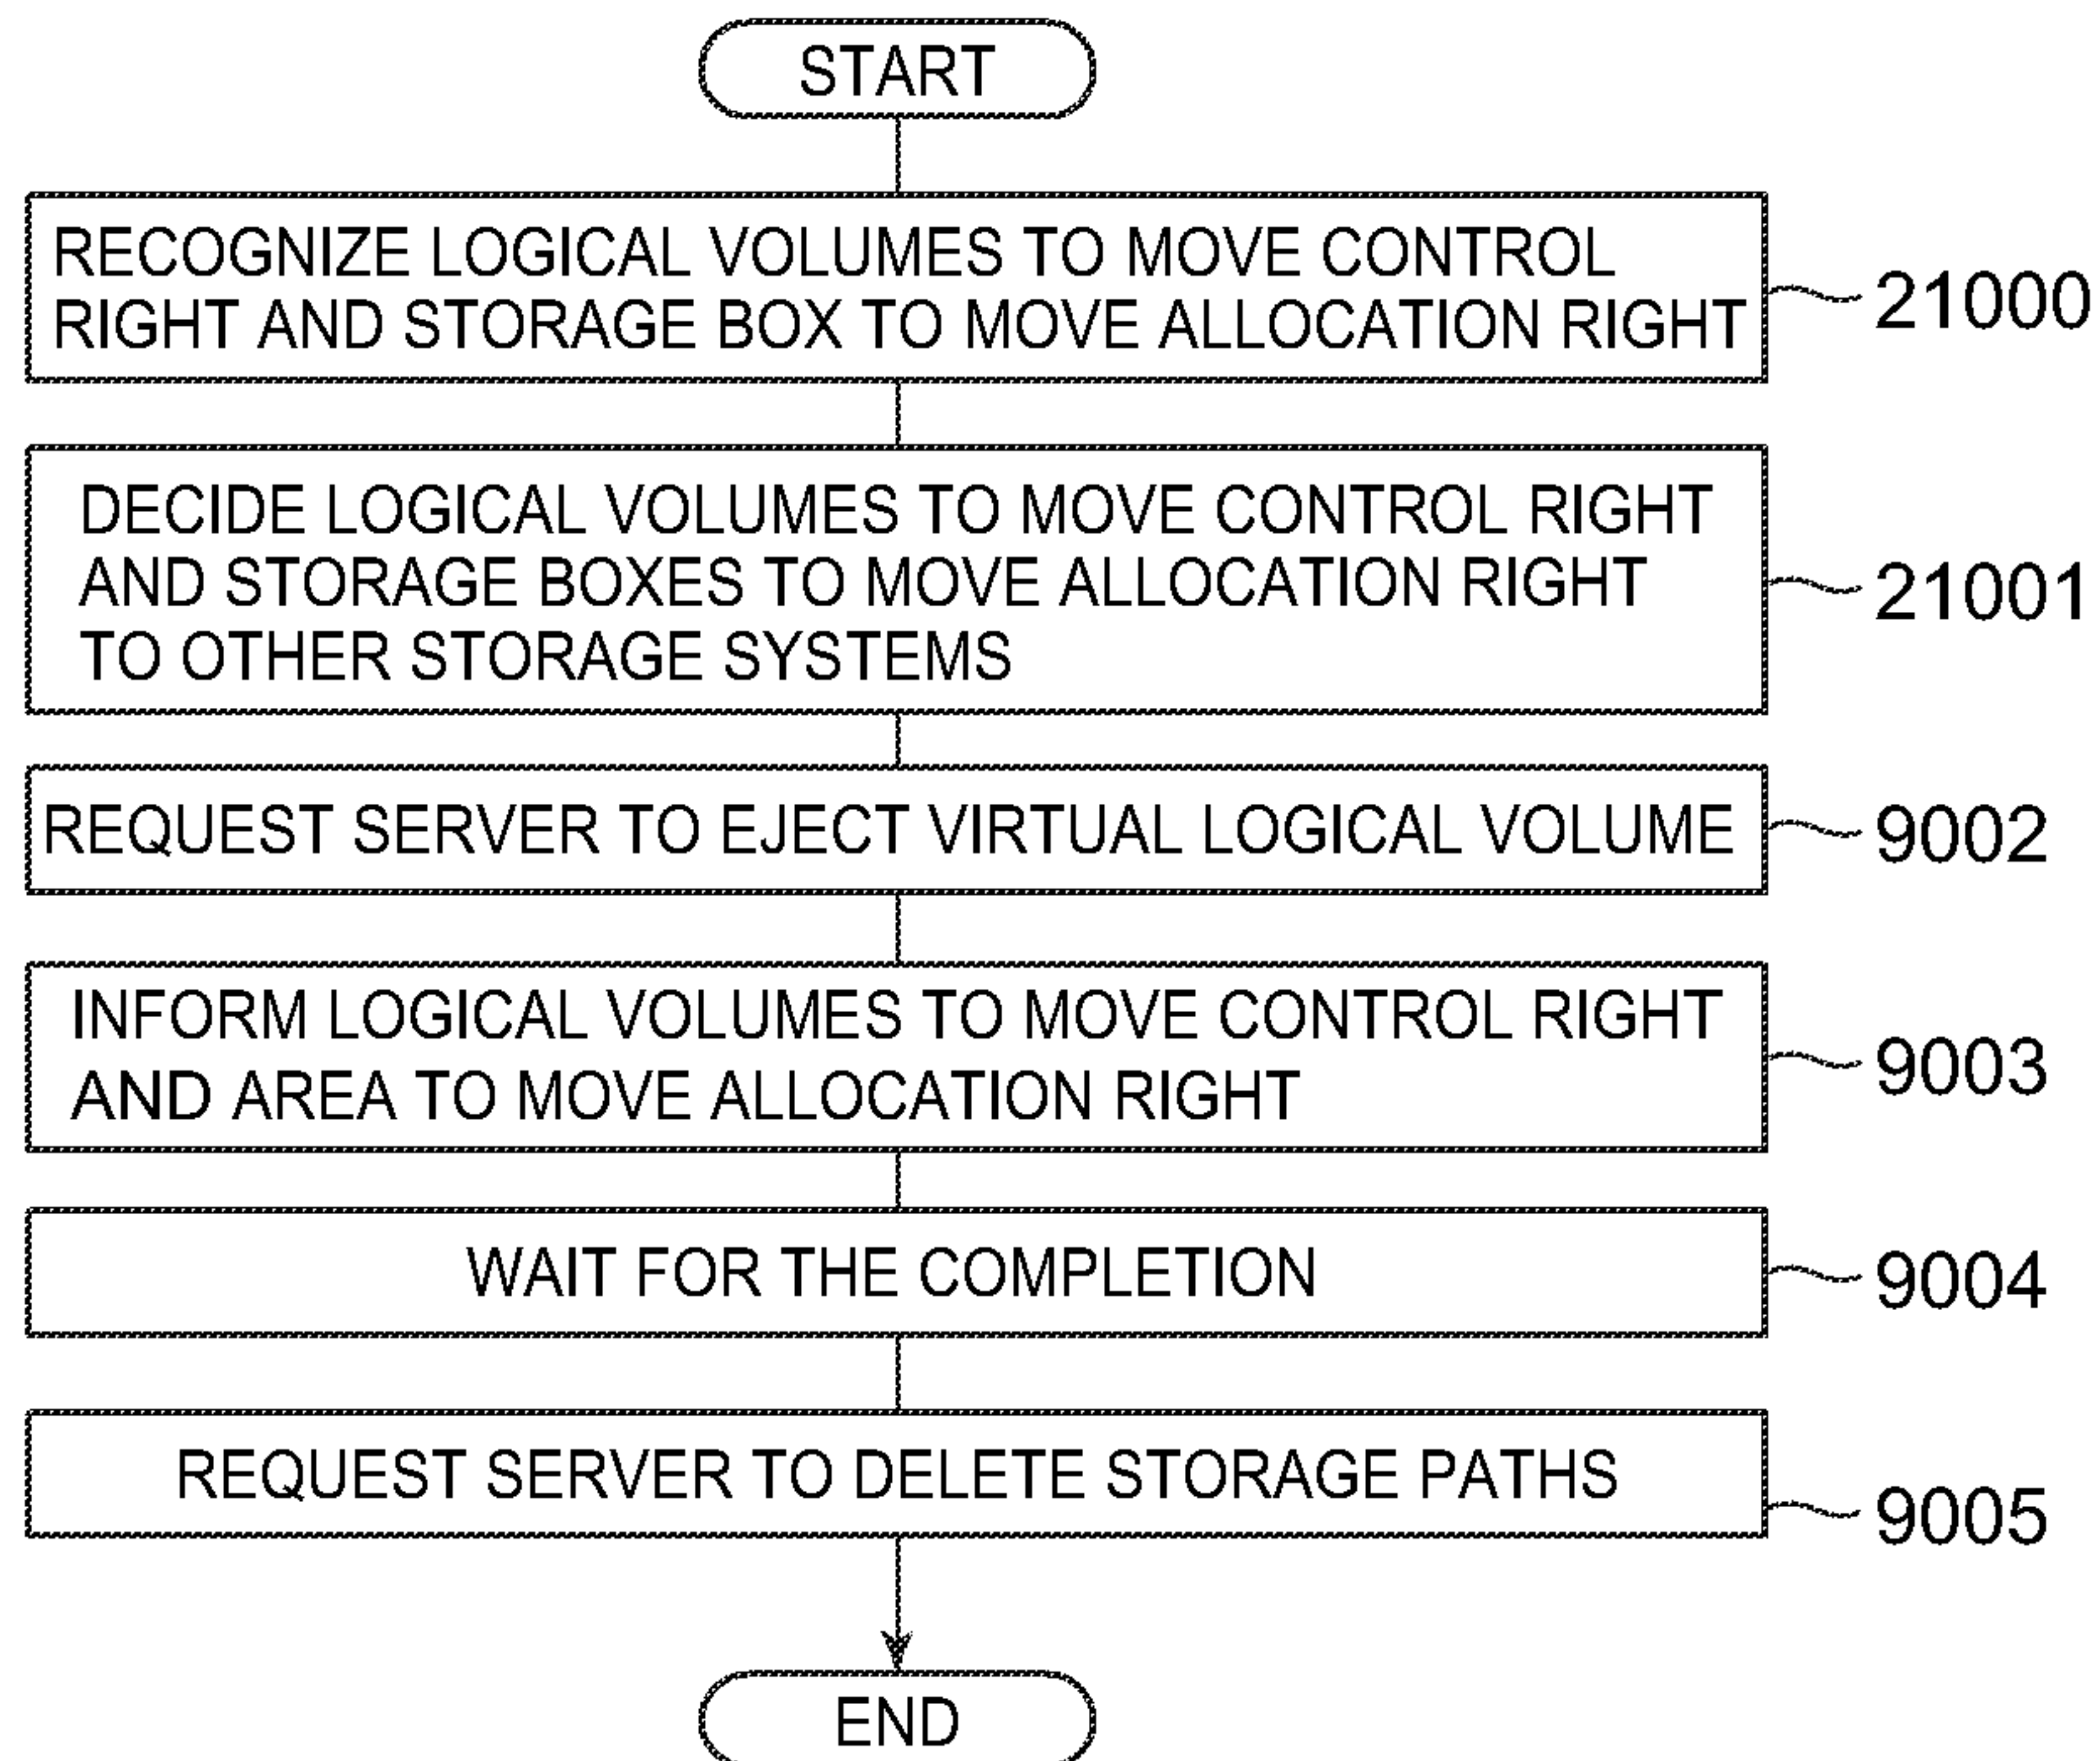 START
RECOGNIZE LOGICAL VOLUMES TO MOVE CONTROL
RIGHT AND STORAGE BOX TO MOVE ALLOCATION RIGHT
21000
DECIDE LOGICAL VOLUMES TO MOVE CONTROL RIGHT
AND STORAGE BOXES TO MOVE ALLOCATION RIGHT
TO OTHER STORAGE SYSTEMS
21001
REQUEST SERVER TO EJECT VIRTUAL LOGICAL VOLUME
9002
INFORM LOGICAL VOLUMES TO MOVE CONTROL RIGHT
AND AREA TO MOVE ALLOCATION RIGHT
9003
WAIT FOR THE COMPLETION
9004
REQUEST SERVER TO DELETE STORAGE PATHS
9005
END